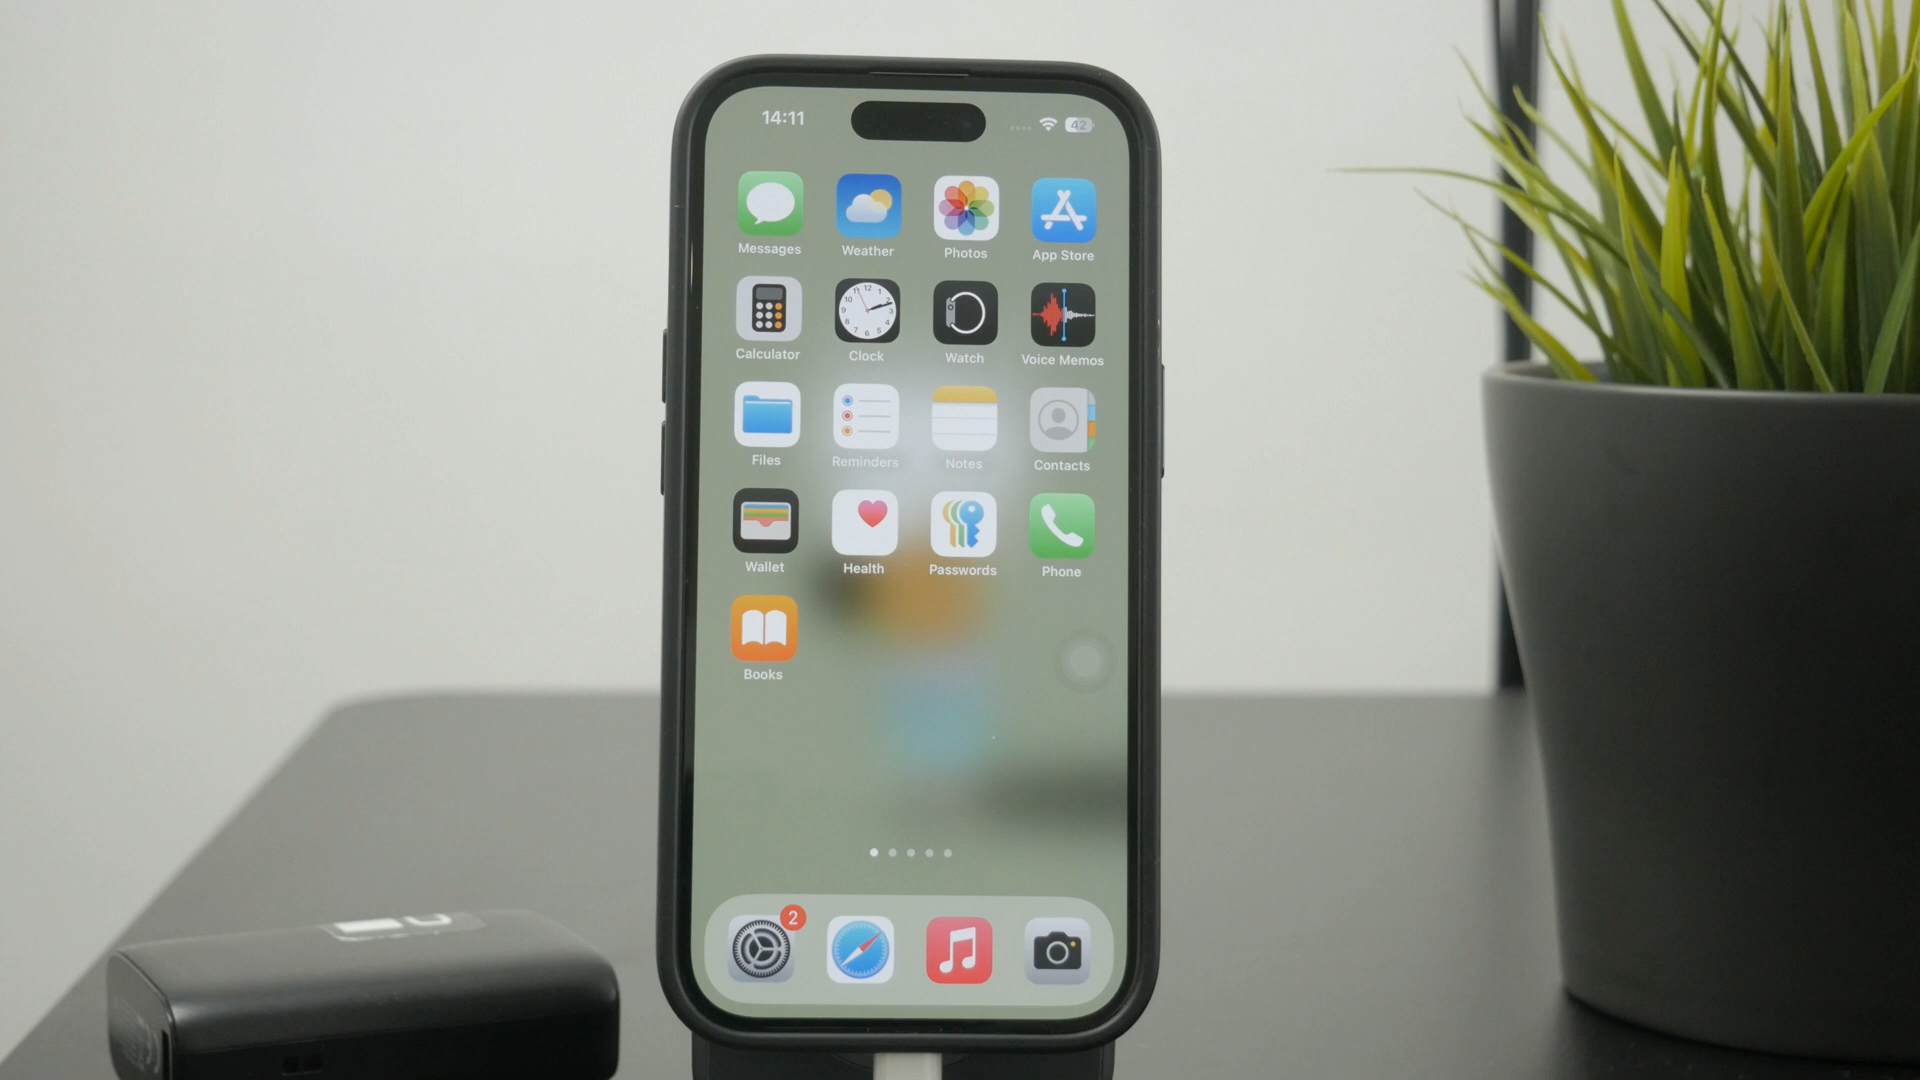 14:11
42
Messages
Weather
Photos
App Store
Calculator
Clock
Watch
Voice Memos
Files
Reminders
Notes
Contacts
Wallet
Health
Passwords
Phone
Books
2